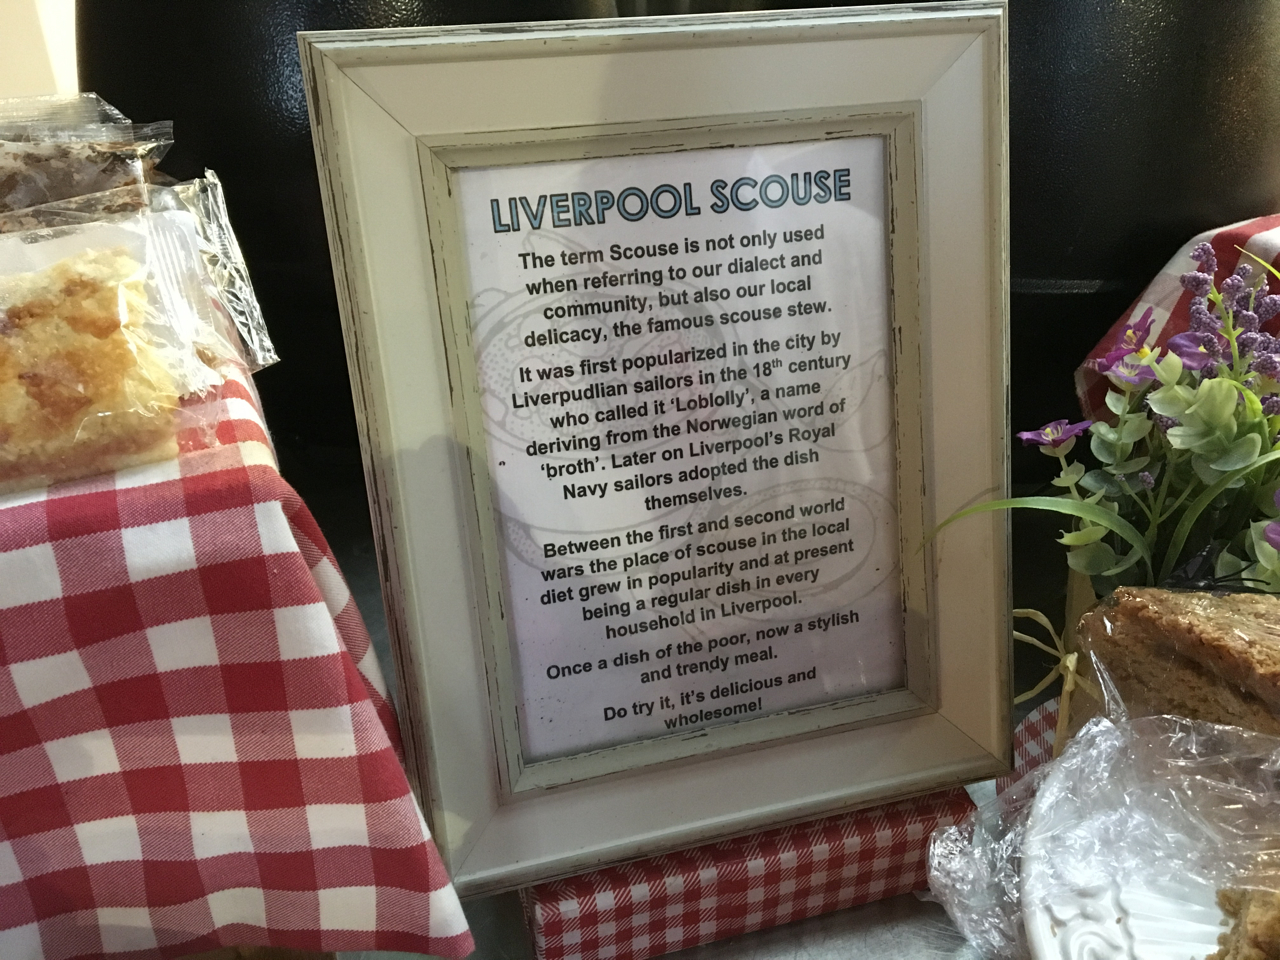 LIVERPOOL SCOUSE
The term Scouse is not only used
when referring to our dialect and
community, but also our local
delicacy, the famous scouse stew.
It was first popularized in the city by
Liverpudlian sailors in the 18th century
who called it ‘Loblolly’, a name
deriving from the Norwegian word of
‘broth’. Later on Liverpool’s Royal
Navy sailors adopted the dish
themselves.
Between the first and second world
wars the place of scouse in the local
diet grew in popularity and at present
being a regular dish in every
household in Liverpool.
Once a dish of the poor, now a stylish
and trendy meal.
Do try it, it’s delicious and
wholesome!